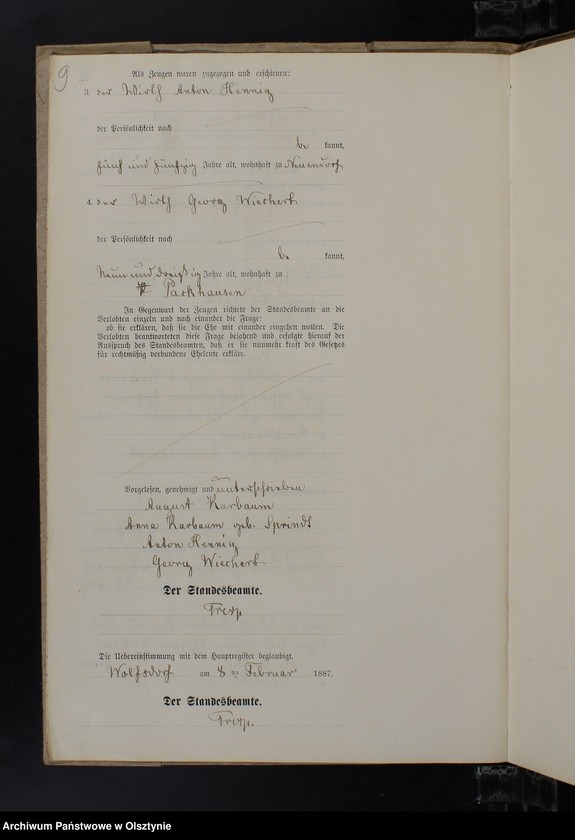 9
Als Zeugen waren zugezogen und erschienen:
3. der Wirth Anton Hennig
der Persönlichkeit nach
be kannt,
fünf und fünfzig Jahre alt, wohnhaft zu Neuendorf
4. der Wirth Georg Wiechert
der Persönlichkeit nach
be kannt,
neun und dreißig Jahre alt, wohnhaft zu
Packhausen
In Gegenwart der Zeugen richtete der Standesbeamte an die
Verlobten einzeln und nach einander die Frage:
ob sie erklären, daß sie die Ehe mit einander eingehen wollen. Die
Verlobten beantworteten diese Frage bejahend und erfolgte hierauf der
Ausspruch des Standesbeamten, daß er sie nunmehr kraft des Gesetzes
für rechtmäßig verbundene Eheleute erkläre.
Vorgelesen, genehmigt und unterschrieben
August Karbaum
Anna Karbaum geb. Sprindt
Anton Hennig
Georg Wiechert
Der Standesbeamte.
Die Uebereinstimmung mit dem Hauptregister beglaubigt.
Wolfsdorf am 8 ten Februar 1887.
Der Standesbeamte.
Archiwum Państwowe w Olsztynie